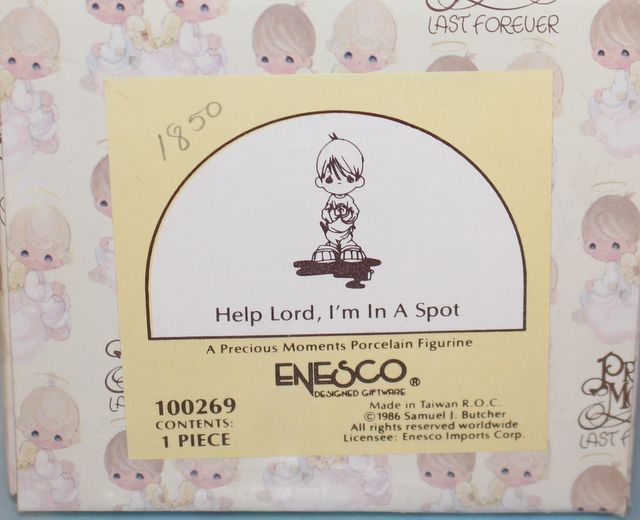 LAST FOREVER
1850
Help Lord, I'm In A Spot
A Precious Moments Porcelain Figurine
ENESCO®
DESIGNED GIFTWARE
100269
CONTENTS:
1 PIECE
Made in Taiwan R.O.C.
©1986 Samuel J. Butcher
All rights reserved worldwide
Licensee: Enesco Imports Corp.
LAST F